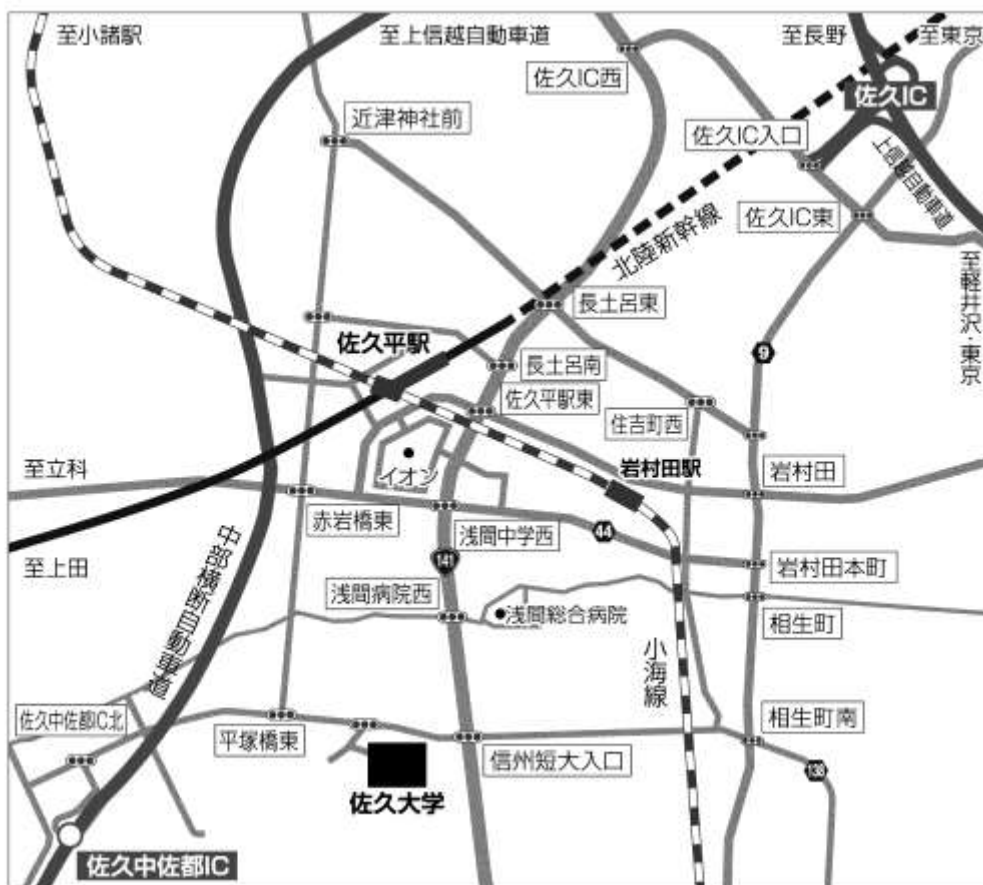 至小諸駅
至上信越自動車道
至長野
至東京
佐久IC西
佐久IC
近津神社前
佐久IC入口
上信越自動車道
佐久IC東
北陸新幹線
至軽井沢・東京
長土呂東
佐久平駅
9
長土呂南
佐久平駅東
住吉町西
イオン
岩村田駅
岩村田
至立科
赤岩橋東
浅間中学西
44
至上田
141
岩村田本町
中部横断自動車道
浅間病院西
浅間総合病院
相生町
小海線
佐久中佐都IC北
平塚橋東
信州短大入口
相生町南
138
佐久大学
佐久中佐都IC